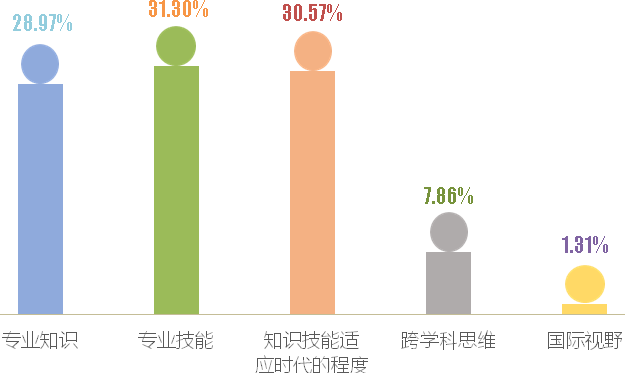 28.97%
31.30%
30.57%
7.86%
1.31%
专业知识
专业技能
知识技能适
应时代的程度
跨学科思维
国际视野